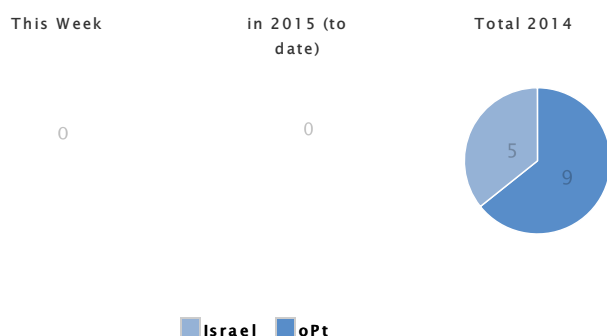 This Week
in 2015 (to
date)
Total 2014
0
0
5
9
Israel
oPt